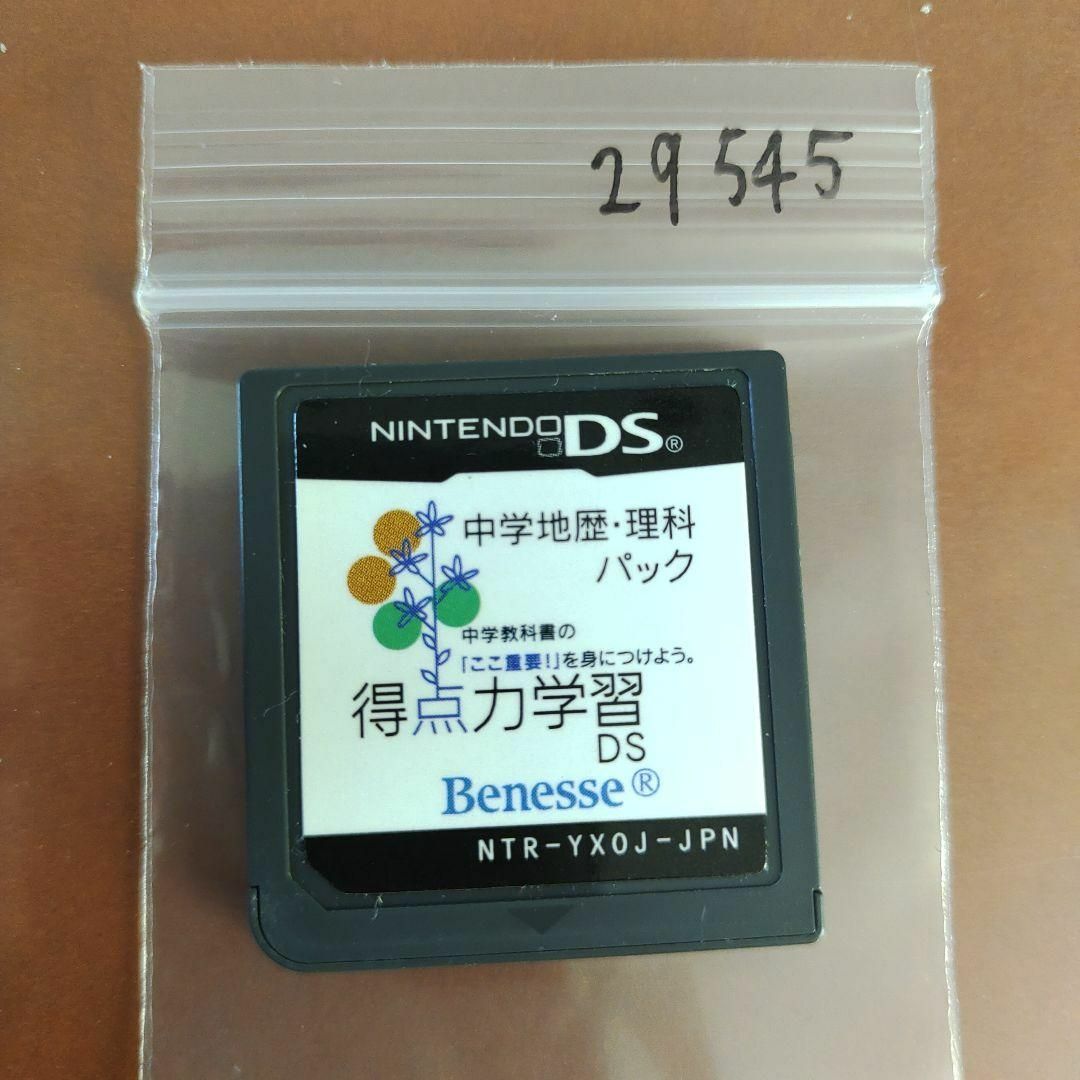 29545
NINTENDO DS®
中学地歴・理科
パック
中学教科書の
「ここ重要!」を身につけよう。
得点力学習
DS
Benesse®
NTR-YXOJ-JPN